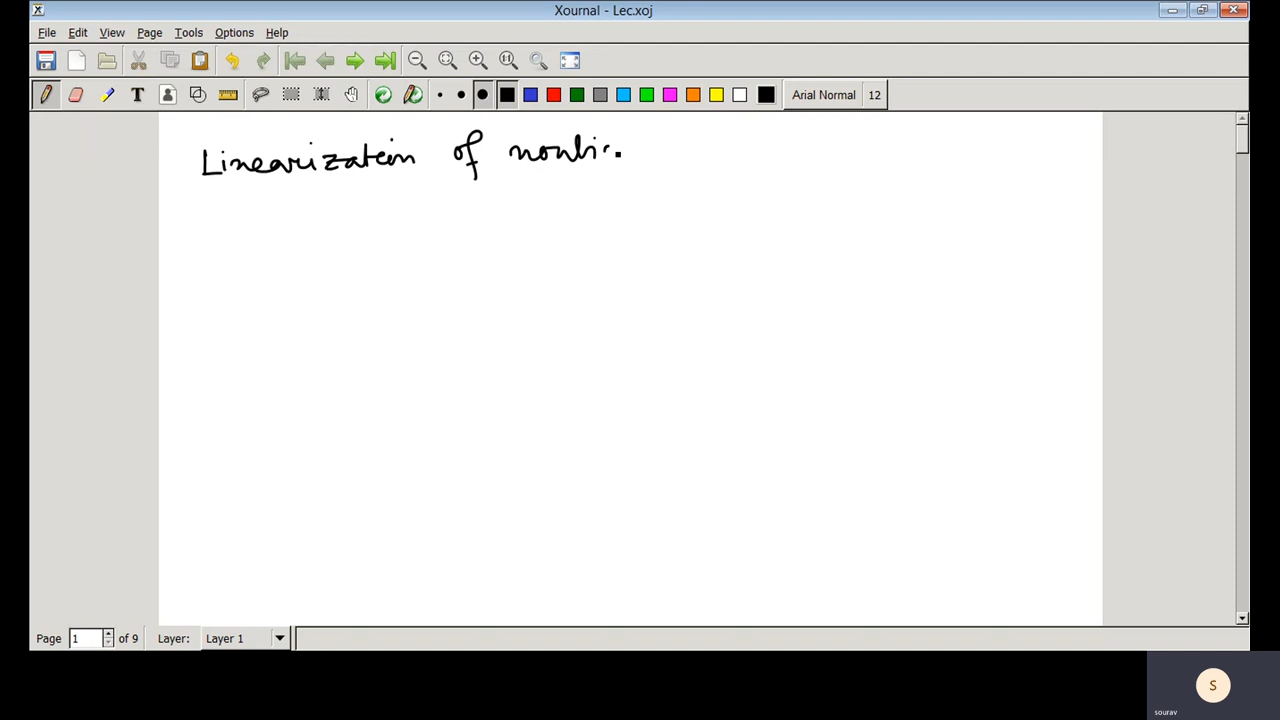 Xournal - Lec.xoj
File Edit View Page Tools Options Help
Arial Normal 12
Linearization of nonli
Page 1 of 9 Layer: Layer 1
S
sourav